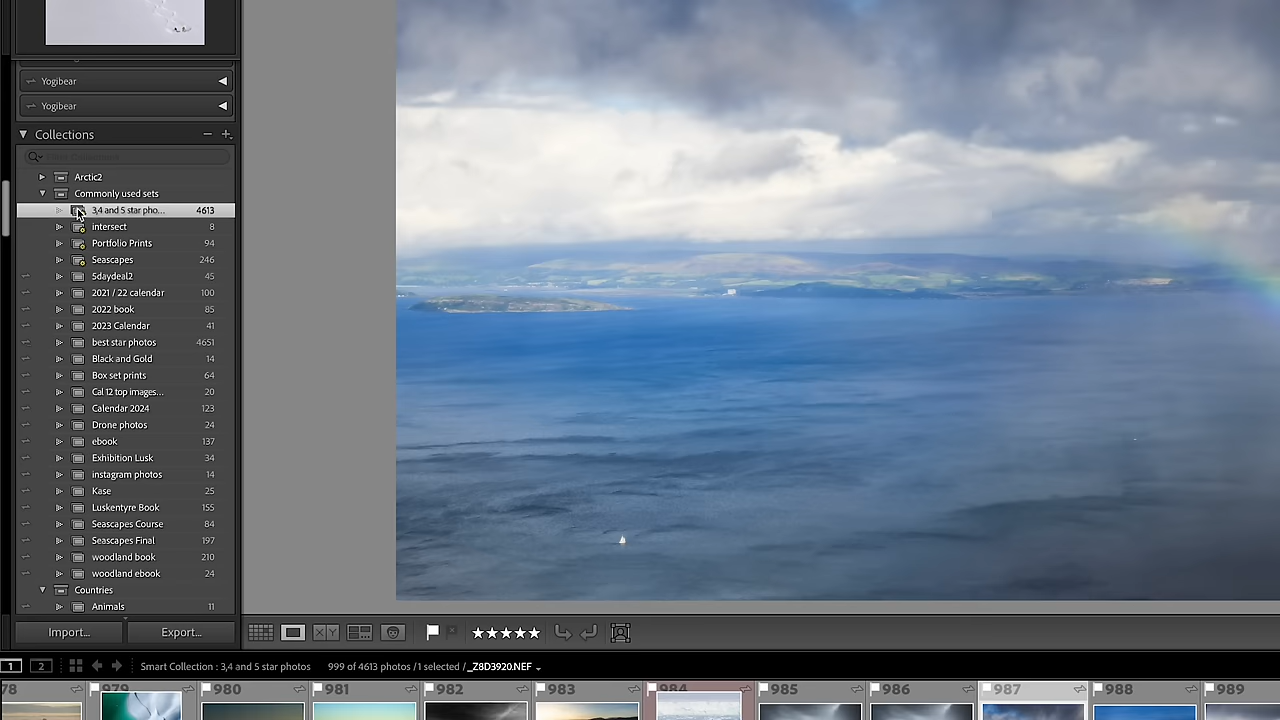 Yogibear
Yogibear
Collections
Arctic2
Commonly used sets
3,4 and 5 star pho... 4613
intersect 8
Portfolio Prints 94
Seascapes 246
5daydeal2 45
2021 / 22 calendar 100
2022 book 85
2023 Calendar 41
best star photos 4651
Black and Gold 14
Box set prints 64
Cal 12 top images... 20
Calendar 2024 123
Drone photos 24
ebook 137
Exhibition Lusk 34
instagram photos 14
Kase 25
Luskentyre Book 155
Seascapes Course 84
Seascapes Final 197
woodland book 210
woodland ebook 24
Countries
Animals 11
Import... Export...
X Y
1 2 Smart Collection : 3,4 and 5 star photos 999 of 4613 photos / 1 selected / _Z8D3920.NEF
78 979 980 981 982 983 984 985 986 987 988 989